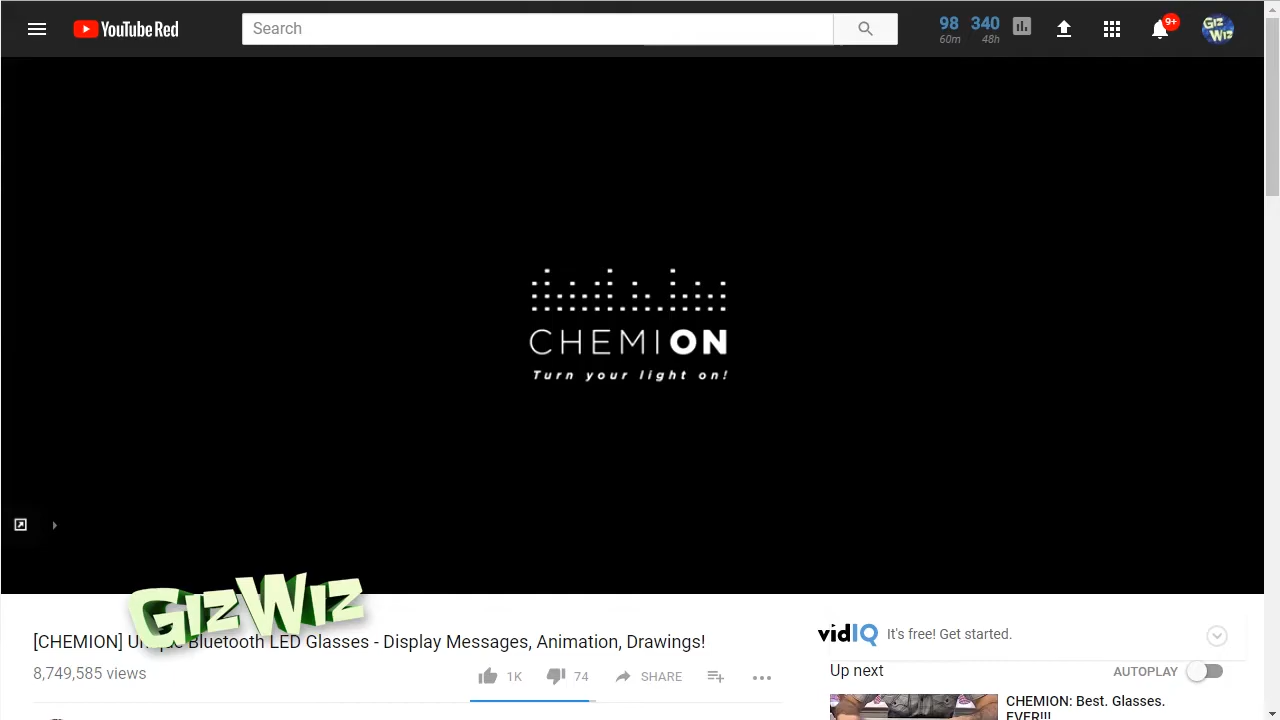 YouTube Red
Search
98 340
60m 48h
9+
GizWiz
CHEMION
Turn your light on!
GizWiz
[CHEMION] Bluetooth LED Glasses - Display Messages, Animation, Drawings!
8,749,585 views
1K
74
SHARE
vidIQ It's free! Get started.
Up next
AUTOPLAY
CHEMION: Best. Glasses.
EVER!!!